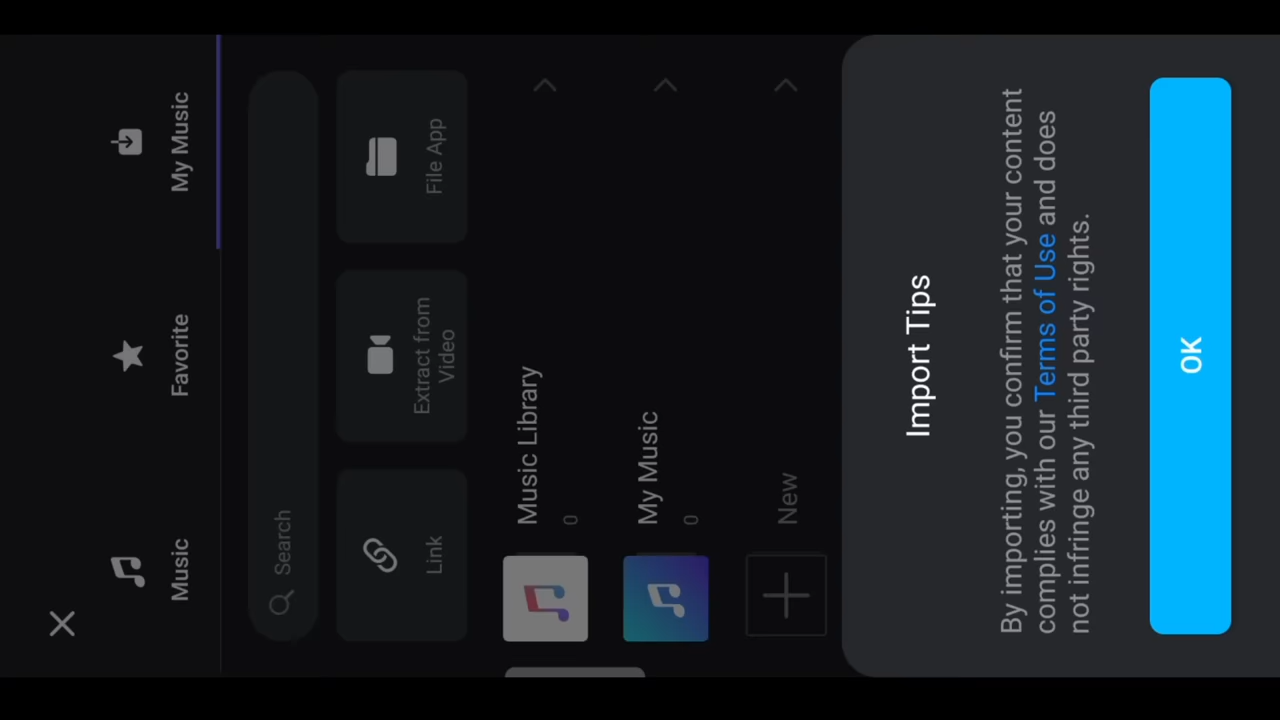 Music
Favorite
My Music
Search
Link
Extract from
Video
File App
Music Library
0
My Music
0
New
Import Tips
By importing, you confirm that your content
complies with our Terms of Use and does
not infringe any third party rights.
OK